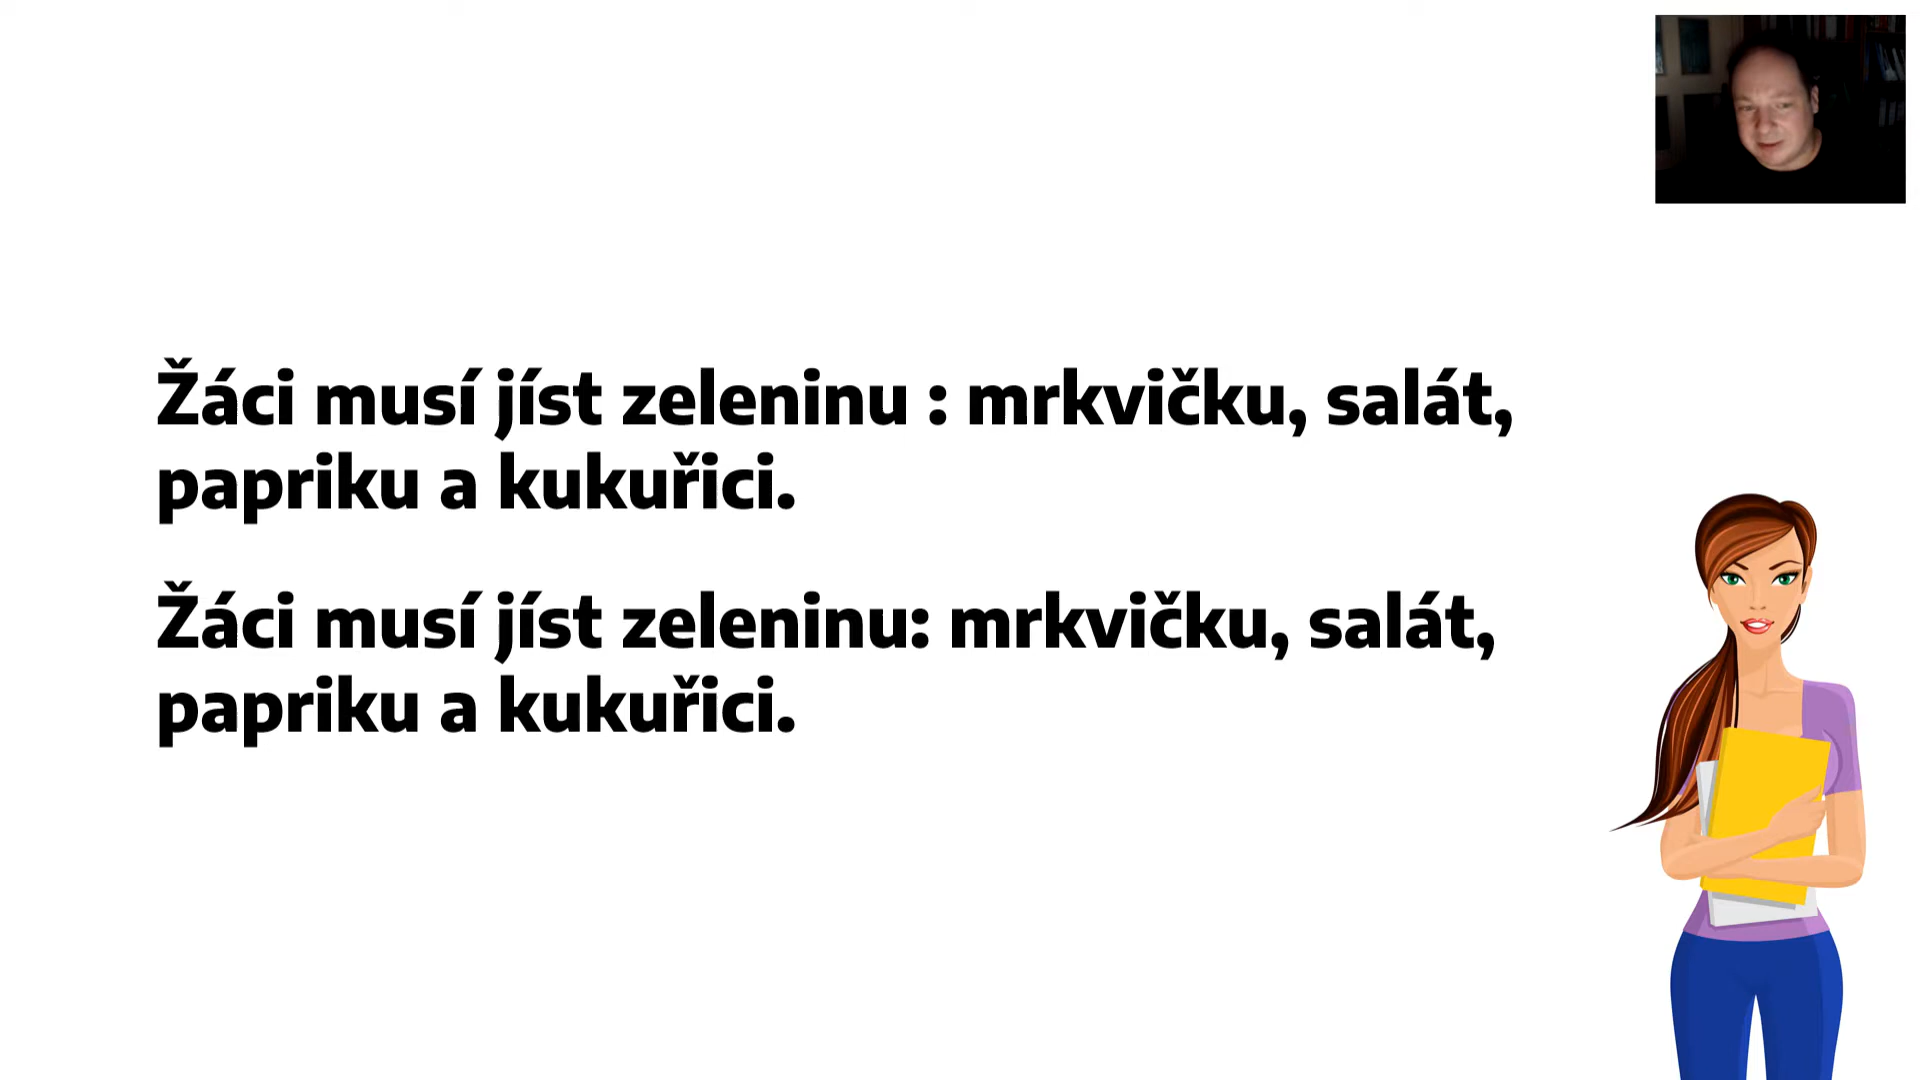 Žáci musí jíst zeleninu : mrkvičku, salát,
papriku a kukuřici.
Žáci musí jíst zeleninu: mrkvičku, salát,
papriku a kukuřici.